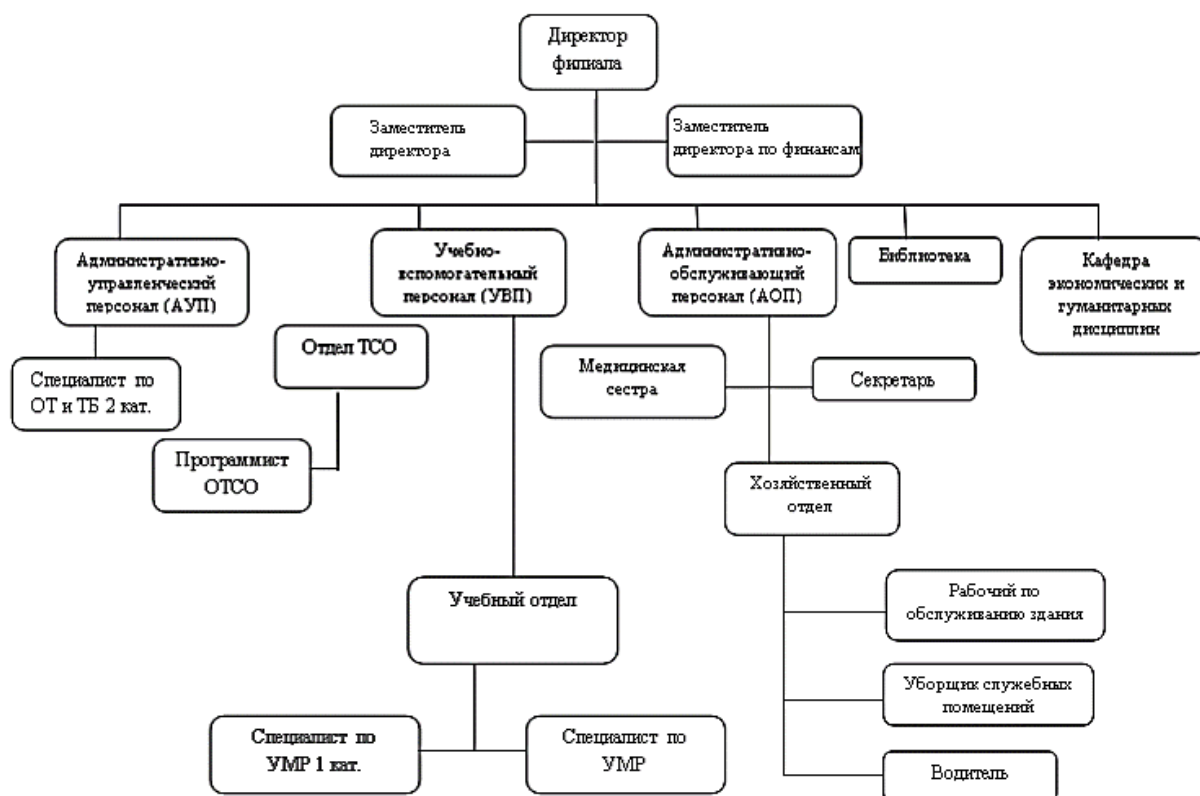 Директор
филиала
Заместитель
директора
Заместитель
директора по финансам
Административно-
управленческий
персонал (АУП)
Учебно-
вспомогательный
персонал (УВП)
Административно-
обслуживающий
персонал (АОП)
Библиотека
Кафедра
экономических и
гуманитарных
дисциплин
Специалист по
ОТ и ТБ 2 кат.
Отдел ТСО
Программист
ОТСО
Медицинская
сестра
Секретарь
Хозяйственный
отдел
Учебный отдел
Рабочий по
обслуживанию здания
Уборщик служебных
помещений
Водитель
Специалист по
УМР 1 кат.
Специалист по
УМР